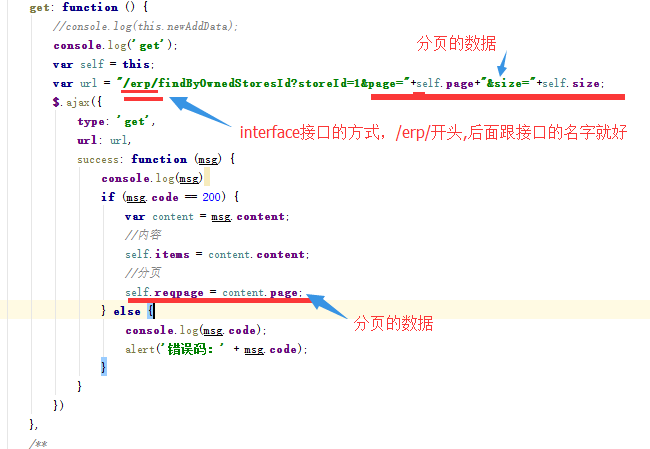 get: function () {
//console.log(this.newAddData);
console.log('get');
分页的数据
var self = this;
var url = "/erp/findByOwnedStoresId?storeId=1&page="+self.page+"&size="+self.size;
$.ajax({
type: 'get',
interface接口的方式，/erp/开头,后面跟接口的名字就好
url: url,
success: function (msg) {
console.log(msg)
if (msg.code == 200) {
var content = msg.content;
//内容
self.items = content.content;
//分页
self.reqpage = content.page;
} else {
分页的数据
console.log(msg.code);
alert('错误码：' + msg.code);
}
}
})
},
/**